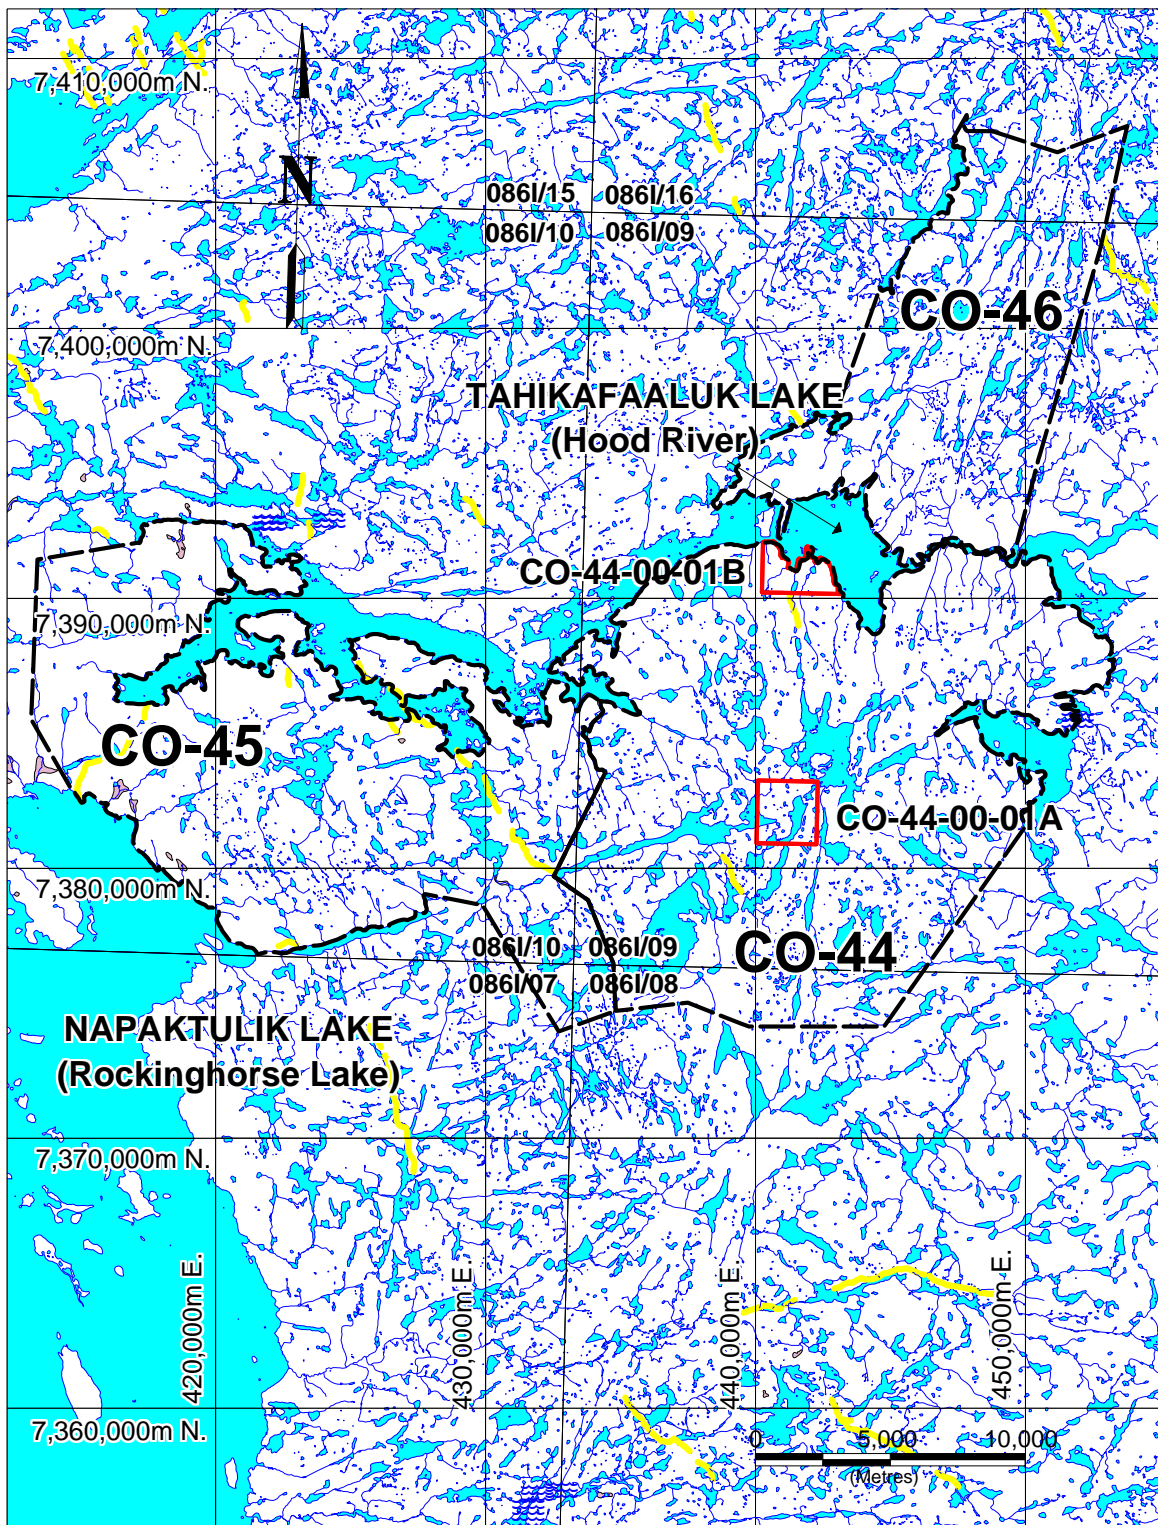 7,410,000m N.
N
086I/15 086I/16
086I/10 086I/09
CO-46
7,400,000m N.
TAHIKAFAALUK LAKE
(Hood River)
CO-44-00-01B
7,390,000m N.
CO-45
CO-44-00-01A
7,380,000m N.
086I/10 086I/09
086I/07 086I/08
CO-44
NAPAKTULIK LAKE
(Rockinghorse Lake)
7,370,000m N.
420,000m E.
430,000m E.
440,000m E.
450,000m E.
7,360,000m N.
0 5,000 10,000
(Metres)